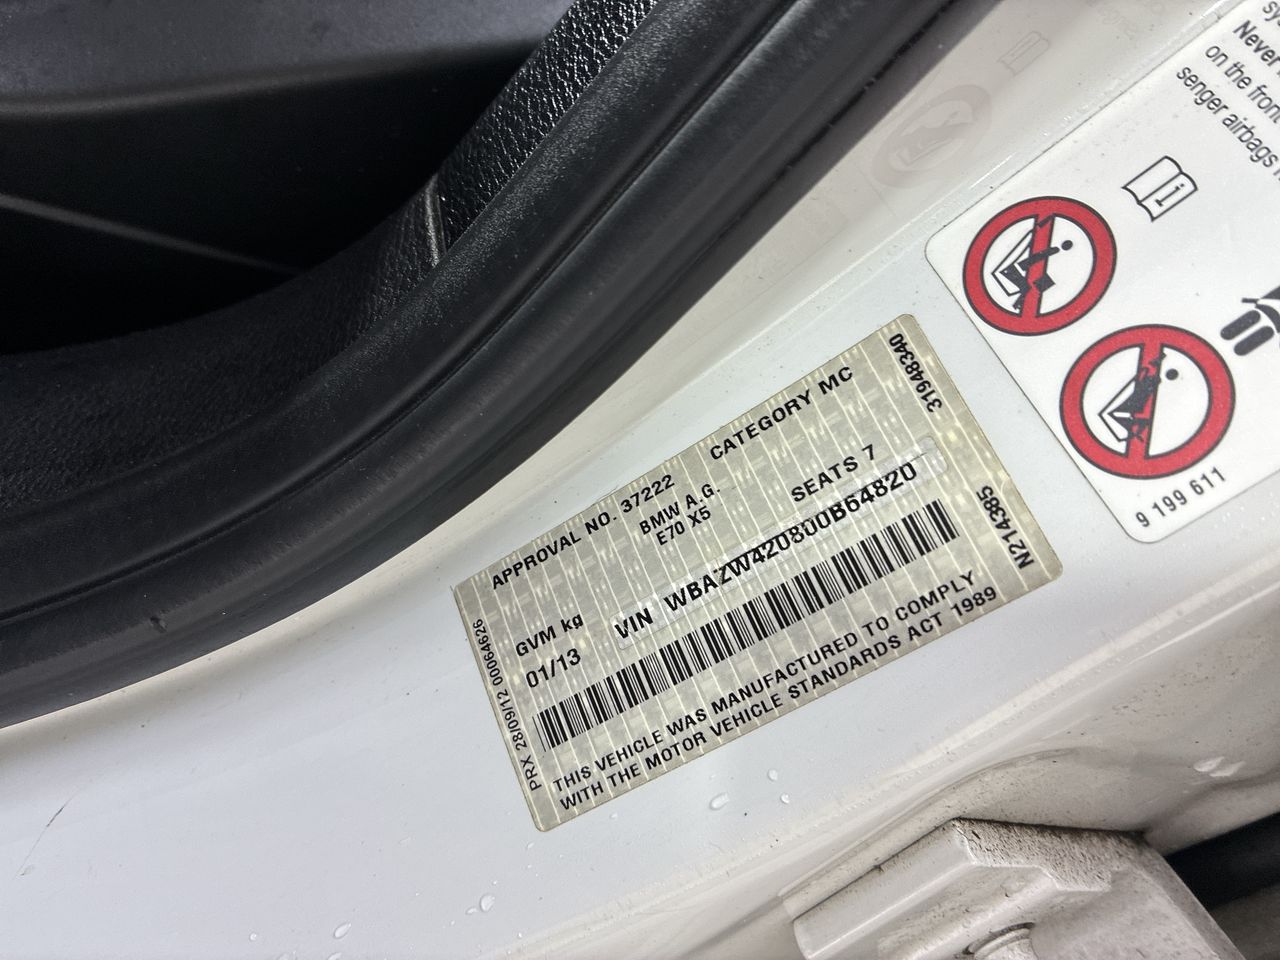 APPROVAL NO. 37222 CATEGORY MC
BMW A.G.
E70 X5
SEATS 7
GVM kg
01/13
VIN WBAZW420800B64820
THIS VEHICLE WAS MANUFACTURED TO COMPLY
WITH THE MOTOR VEHICLE STANDARDS ACT 1989
PRX 28/09/12 00064626
31948340
N214385
Never
on the fron
senger airbags
9 199 611